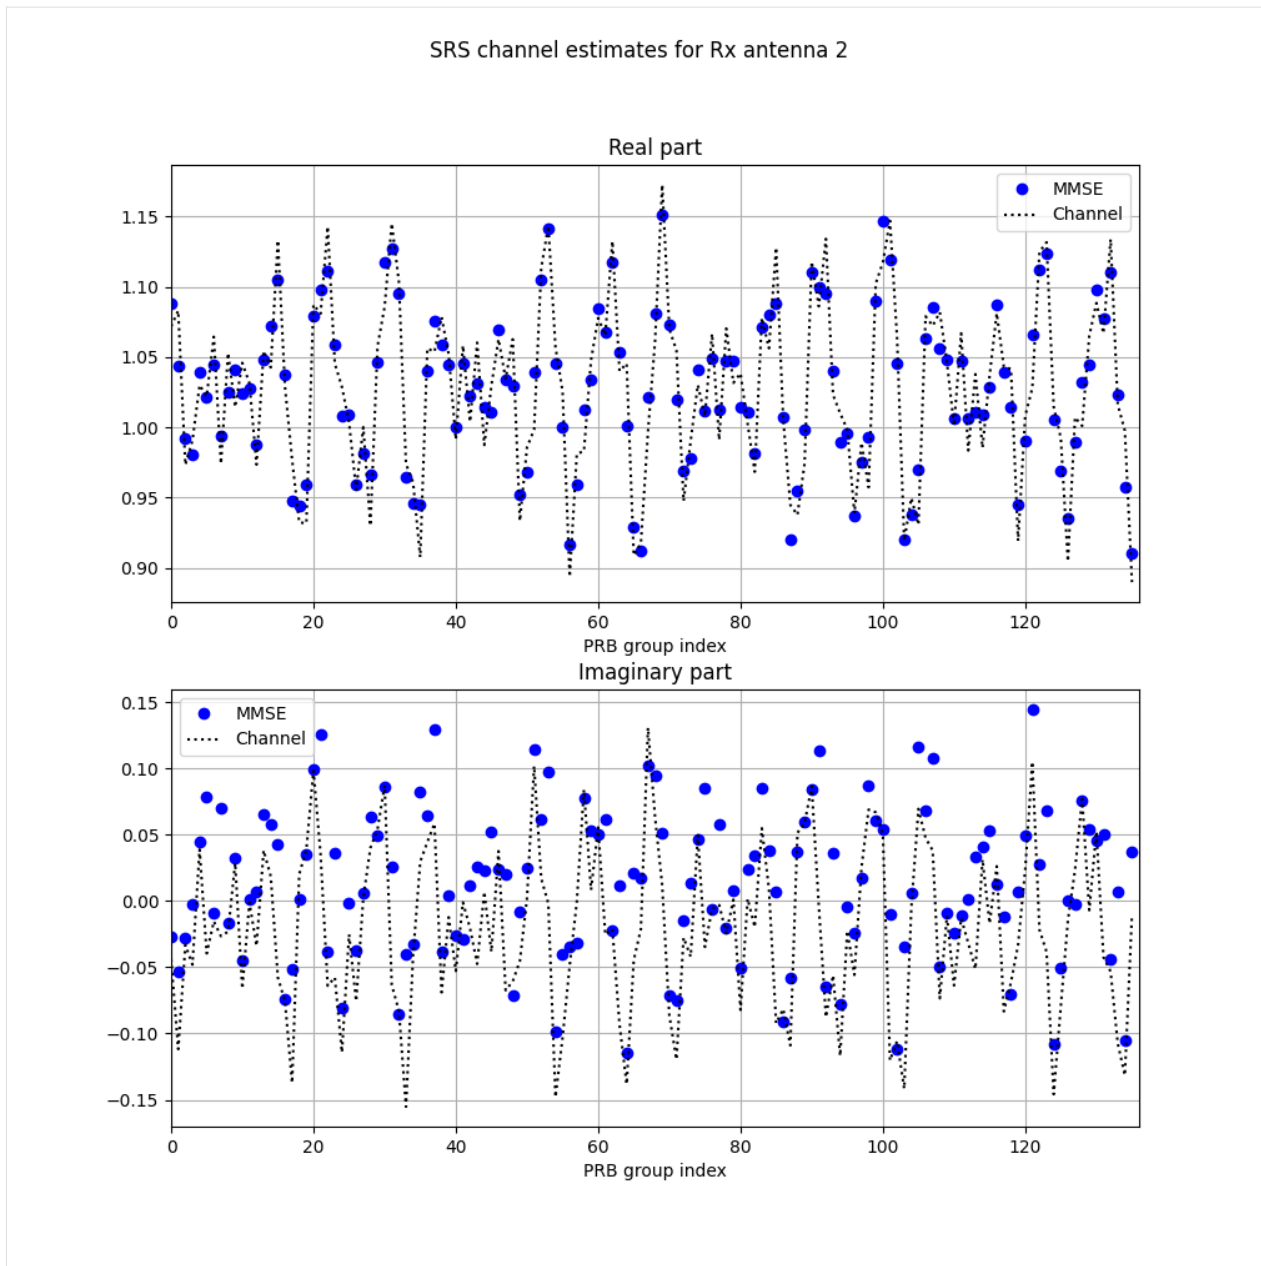 SRS channel estimates for Rx antenna 2
Real part
MMSE
Channel
1.15
1.10
1.05
1.00
0.95
0.90
0 20 40 60 80 100 120
PRB group index
Imaginary part
MMSE
Channel
0.15
0.10
0.05
0.00
−0.05
−0.10
−0.15
0 20 40 60 80 100 120
PRB group index